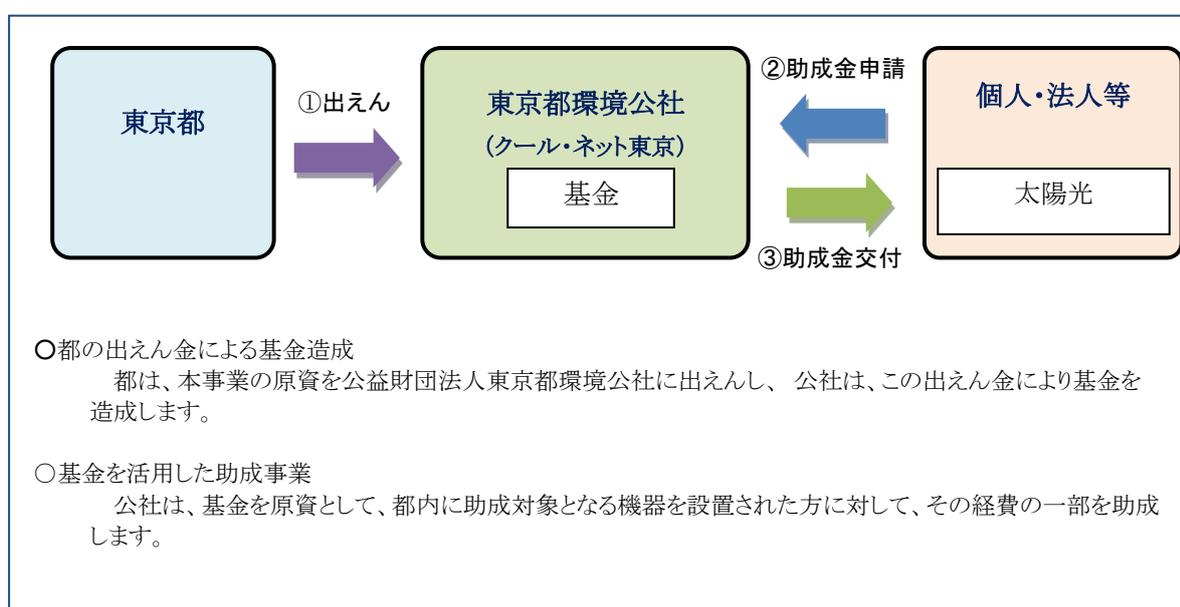 東京都
①出えん
東京都環境公社
(クール・ネット東京)
基金
②助成金申請
③助成金交付
個人・法人等
太陽光
○都の出えん金による基金造成
都は、本事業の原資を公益財団法人東京都環境公社に出えんし、 公社は、この出えん金により基金を
造成します。
○基金を活用した助成事業
公社は、基金を原資として、都内に助成対象となる機器を設置された方に対して、その経費の一部を助成
します。